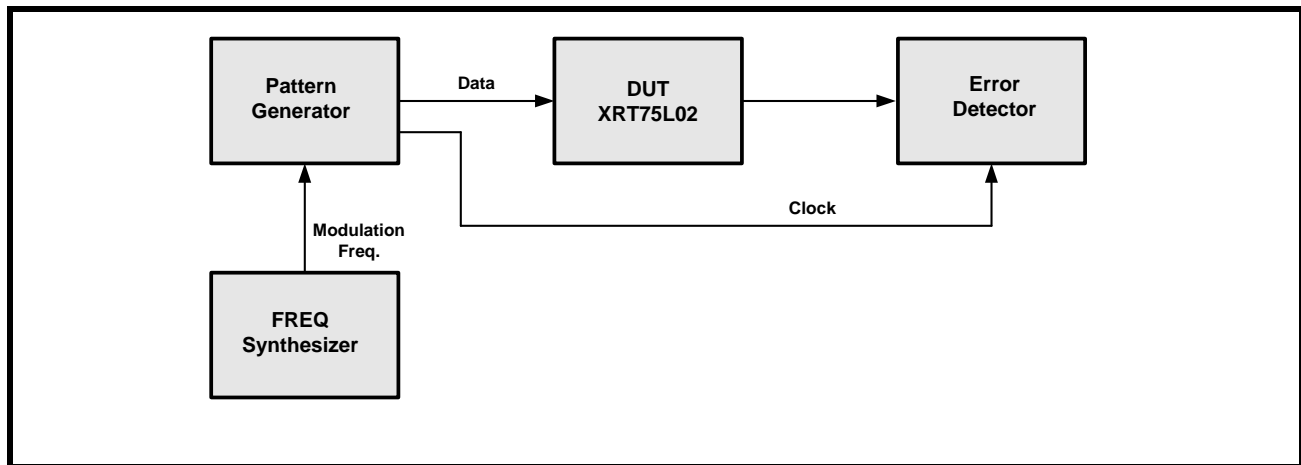 Pattern
Generator
Data
DUT
XRT75L02
Error
Detector
Clock
Modulation
Freq.
FREQ
Synthesizer